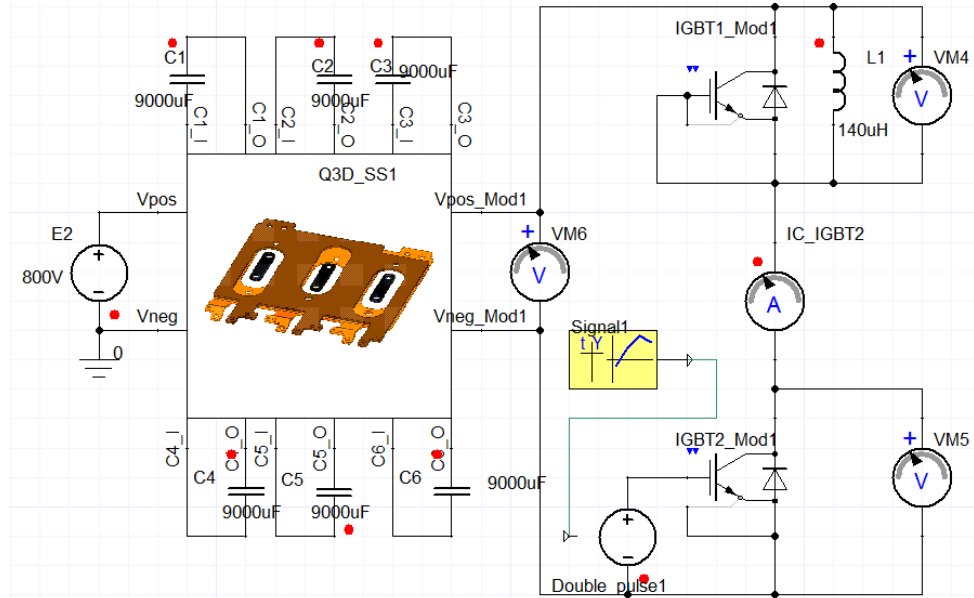 IGBT1_Mod1
C1
C2
C3
9000uF
L1
VM4
V
9000uF
9000uF
C1_I
C1_O
C2_I
C2_O
C3_I
C3_O
140uH
Q3D_SS1
Vpos
Vpos_Mod1
E2
+
VM6
IC_IGBT2
800V
V
A
Vneg
Vneg_Mod1
Signal1
t Y
0
C4_I
C5_I
C5_O
C6_I
IGBT2_Mod1
VM5
C4
C5
C6
9000uF
V
9000uF
9000uF
Double_pulse1